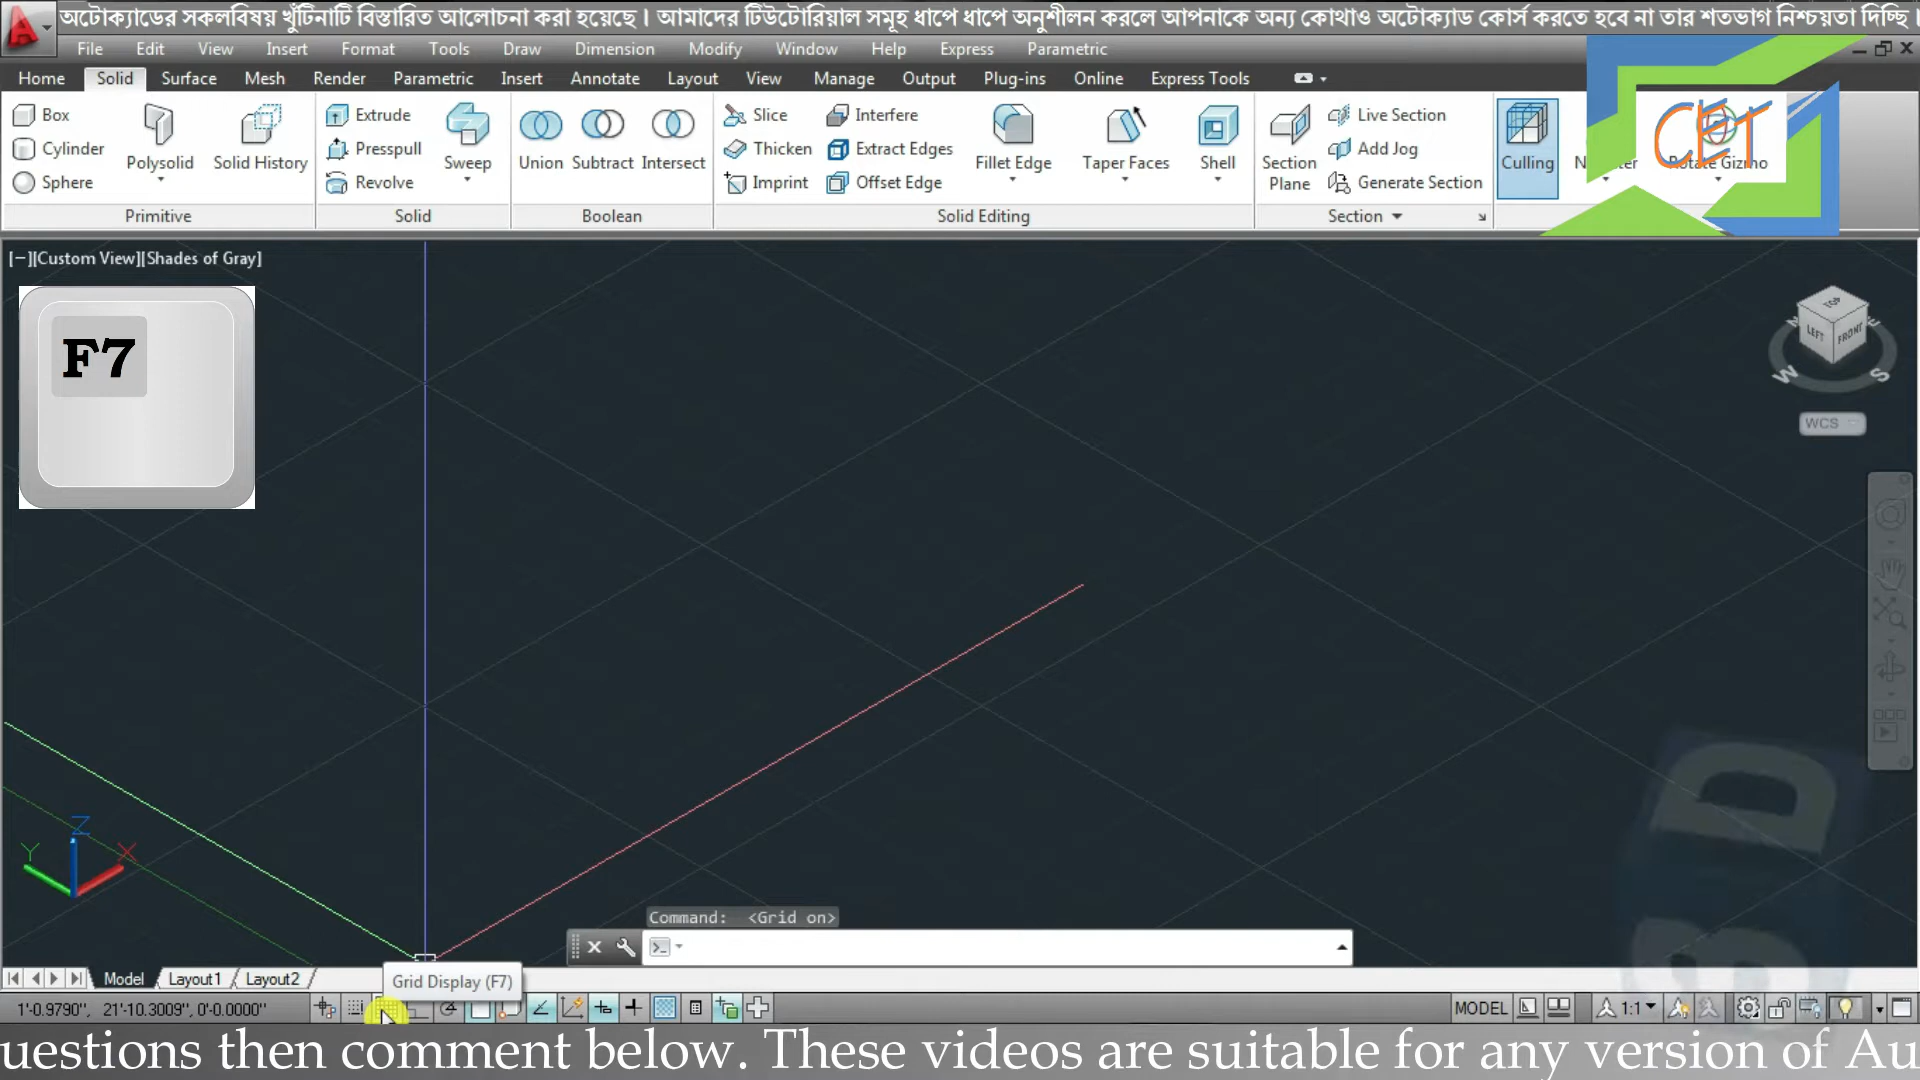 অটোক্যাডের সকলবিষয় খুঁটিনাটি বিস্তারিত আলোচনা করা হয়েছে । আমাদের টিউটোরিয়াল সমূহ ধাপে ধাপে অনুশীলন করলে আপনাকে অন্য কোথাও অটোক্যাড কোর্স করতে হবে না তার শতভাগ নিশ্চয়তা দিচ্ছি ।
File Edit View Insert Format Tools Draw Dimension Modify Window Help Express Parametric
Home Solid Surface Mesh Render Parametric Insert Annotate Layout View Manage Output Plug-ins Online Express Tools
Box Extrude Slice Interfere Live Section
Cylinder Presspull Thicken Extract Edges Add Jog
Sphere Revolve Imprint Offset Edge Generate Section
Polysolid Solid History Sweep Union Subtract Intersect Fillet Edge Taper Faces Shell Section Plane Culling Rotate Gizmo
CET
Primitive Solid Boolean Solid Editing Section
[−][Custom View][Shades of Gray]
F7
TOP
LEFT FRONT
W S
WCS
Z
Y X
Command: <Grid on>
Model Layout1 Layout2
Grid Display (F7)
1'-0.9790", 21'-10.3009", 0'-0.0000" MODEL 1:1
uestions then comment below. These videos are suitable for any version of Au